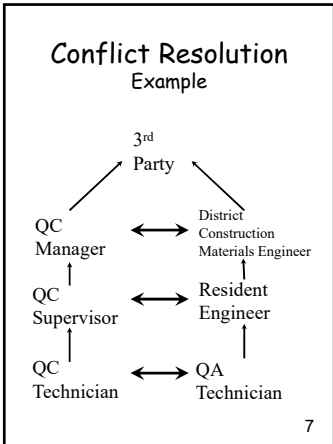 Conflict Resolution
Example
3rd
Party
QC
Manager
District
Construction
Materials Engineer
QC
Supervisor
Resident
Engineer
QC
Technician
QA
Technician
7